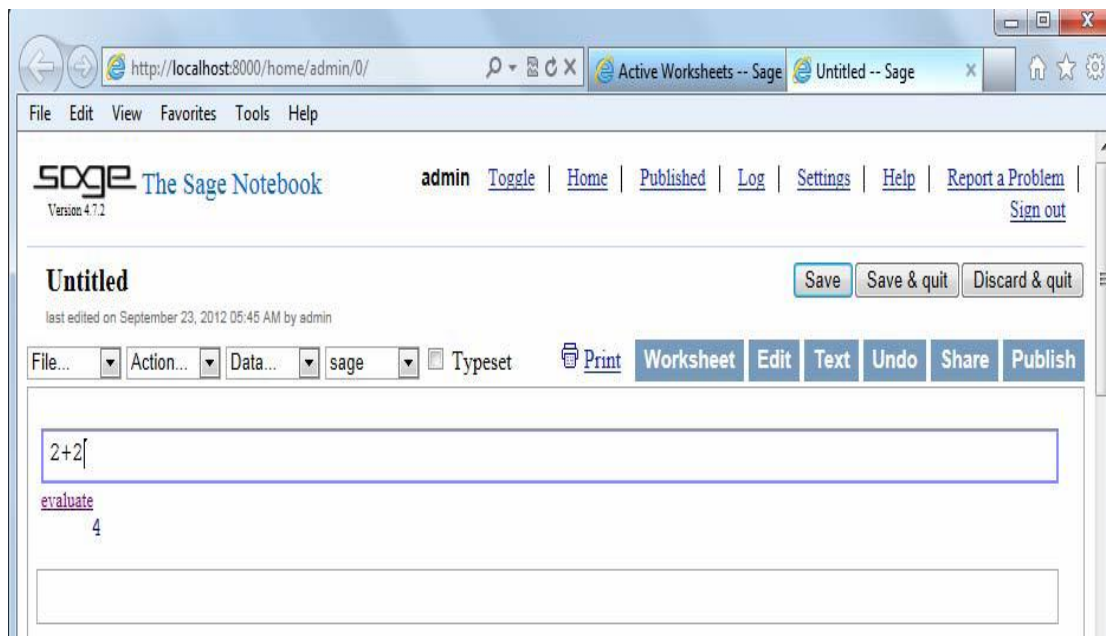 http://localhost:8000/home/admin/0/ Active Worksheets -- Sage Untitled -- Sage
File Edit View Favorites Tools Help
sage The Sage Notebook admin Toggle | Home | Published | Log | Settings | Help | Report a Problem |
Version 4.7.2 Sign out
Untitled Save Save & quit Discard & quit
last edited on September 23, 2012 05:45 AM by admin
File... Action... Data... sage Typeset Print Worksheet Edit Text Undo Share Publish
2+2
evaluate
4